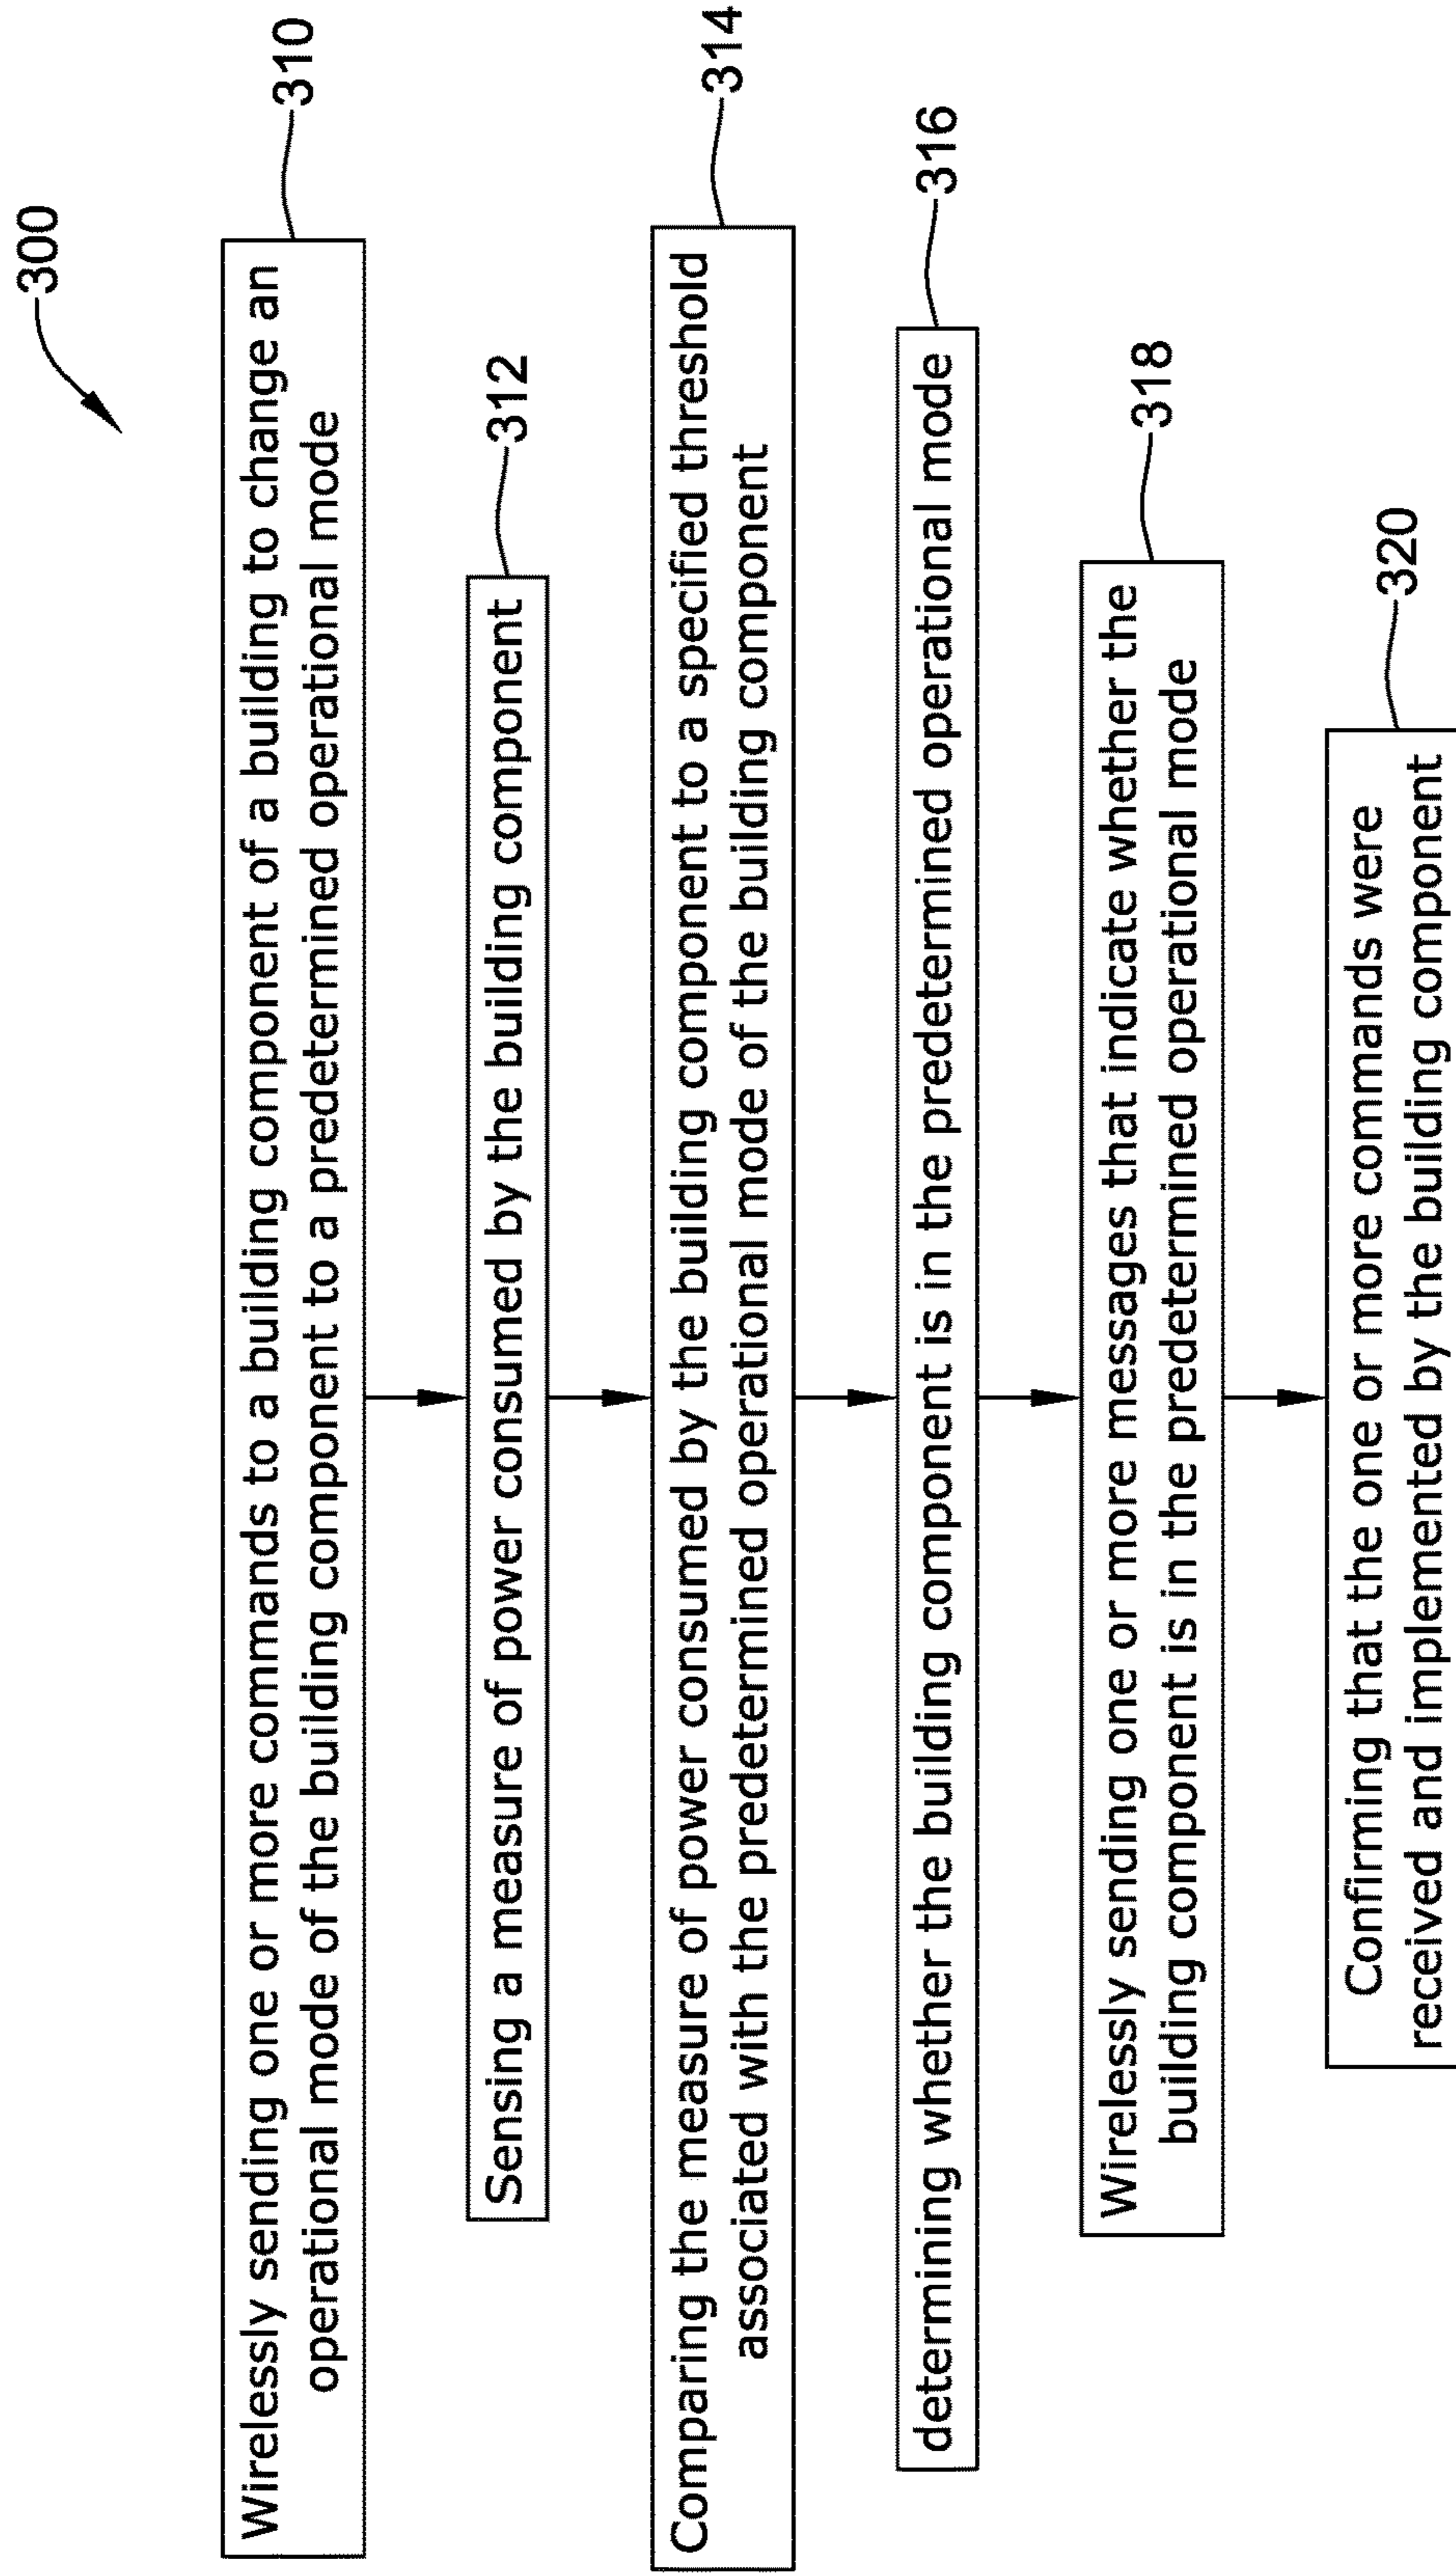 300
310
Wirelessly sending one or more commands to a building component of a building to change an
operational mode of the building component to a predetermined operational mode
312
Sensing a measure of power consumed by the building component
314
Comparing the measure of power consumed by the building component to a specified threshold
associated with the predetermined operational mode of the building component
316
determining whether the building component is in the predetermined operational mode
318
Wirelessly sending one or more messages that indicate whether the
building component is in the predetermined operational mode
320
Confirming that the one or more commands were
received and implemented by the building component